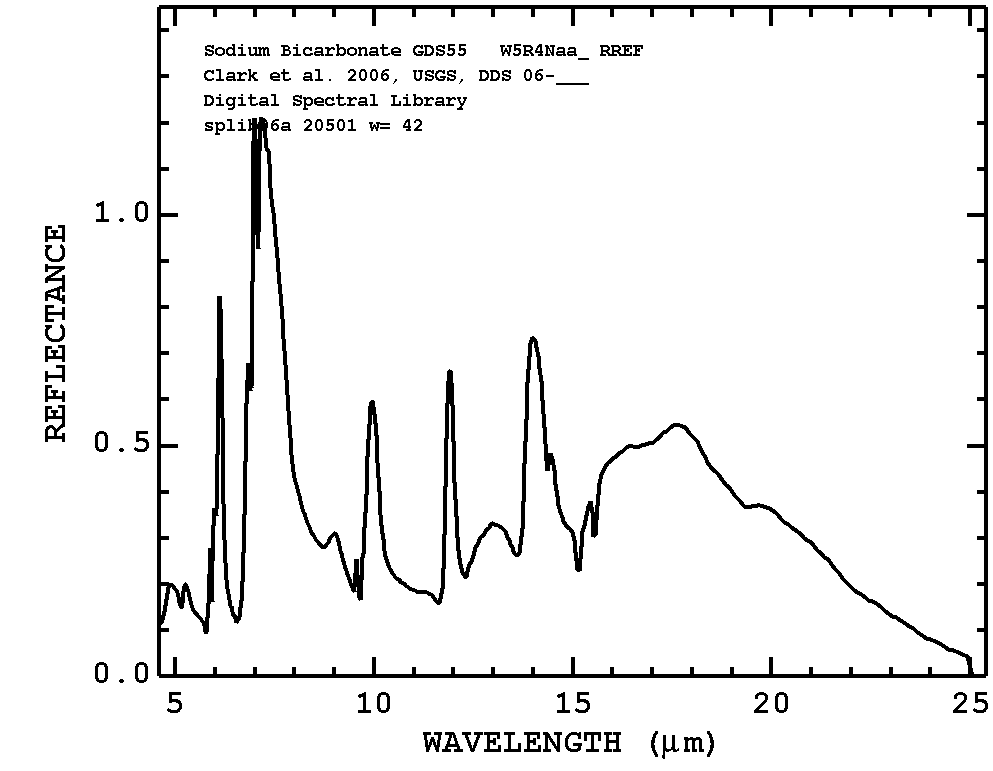 Sodium Bicarbonate GDS55 W5R4Naa_ RREF
Clark et al. 2006, USGS, DDS 06-___
Digital Spectral Library
splib06a 20501 w= 42
1.0
0.5
0.0
REFLECTANCE
5 10 15 20 25
WAVELENGTH (μm)